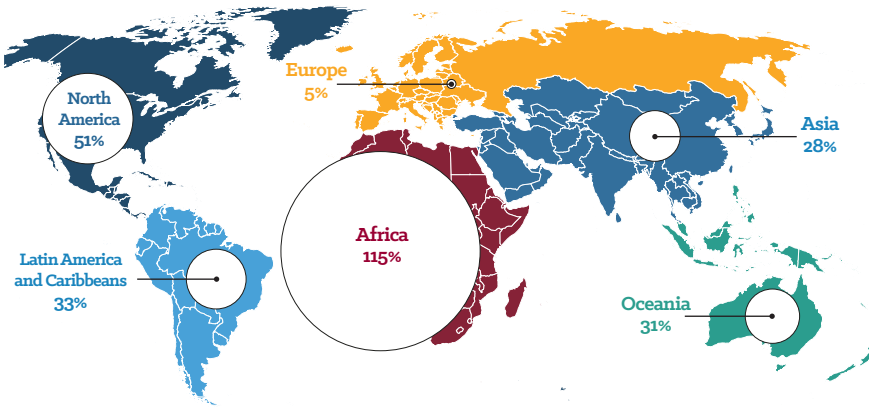 North
America
51%
Europe
5%
Asia
28%
Africa
115%
Latin America
and Caribbeans
33%
Oceania
31%